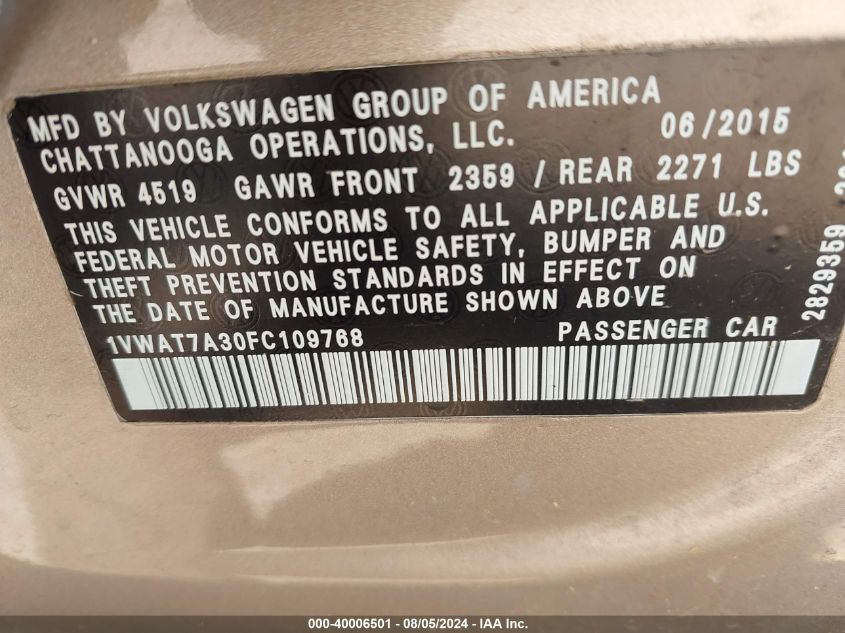 MFD BY VOLKSWAGEN GROUP OF AMERICA
CHATTANOOGA OPERATIONS, LLC. 06/2015
GVWR 4519 GAWR FRONT 2359 / REAR 2271 LBS
THIS VEHICLE CONFORMS TO ALL APPLICABLE U.S.
FEDERAL MOTOR VEHICLE SAFETY, BUMPER AND
THEFT PREVENTION STANDARDS IN EFFECT ON
THE DATE OF MANUFACTURE SHOWN ABOVE
1VWAT7A30FC109768 PASSENGER CAR
2829359
000-40006501 - 08/05/2024 - IAA Inc.